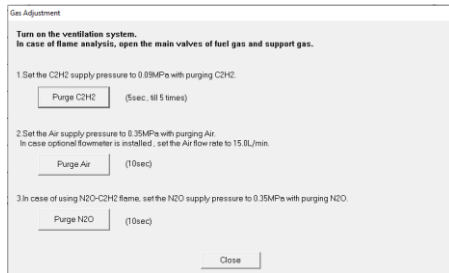 Gas Adjustment
Turn on the ventilation system.
In case of flame analysis, open the main valves of fuel gas and support gas.
1.Set the C2H2 supply pressure to 0.09MPa with purging C2H2.
Purge C2H2 (5sec, till 5 times)
2.Set the Air supply pressure to 0.35MPa with purging Air.
In case optional flowmeter is installed, set the Air flow rate to 15.0L/min.
Purge Air (10sec)
3.In case of using N2O-C2H2 flame, set the N2O supply pressure to 0.35MPa with purging N2O.
Purge N2O (10sec)
Close